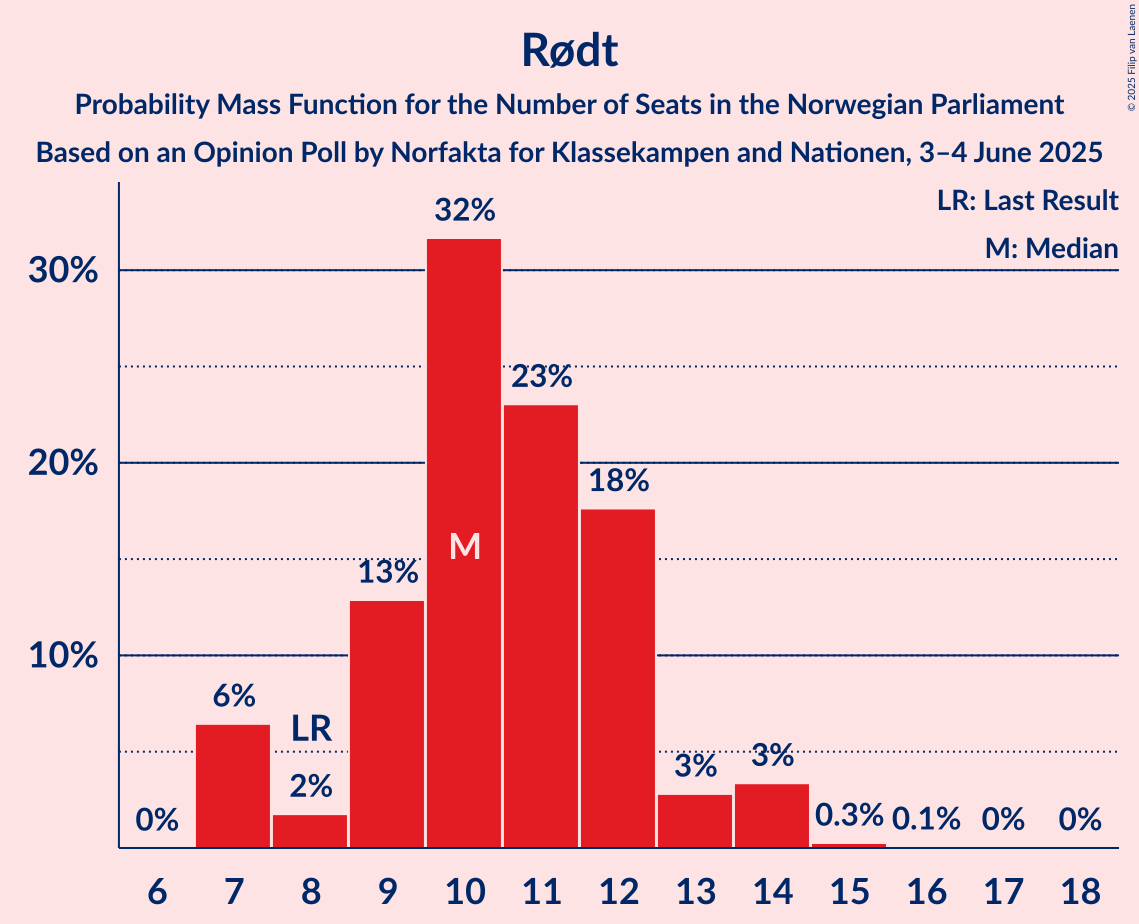 Rødt
Probability Mass Function for the Number of Seats in the Norwegian Parliament
Based on an Opinion Poll by Norfakta for Klassekampen and Nationen, 3–4 June 2025
© 2025 Filip van Laenen
LR: Last Result
M: Median
30%
20%
10%
0%
6%
LR
2%
13%
32%
M
23%
18%
3%
3%
0.3%
0.1%
0%
0%
6 7 8 9 10 11 12 13 14 15 16 17 18